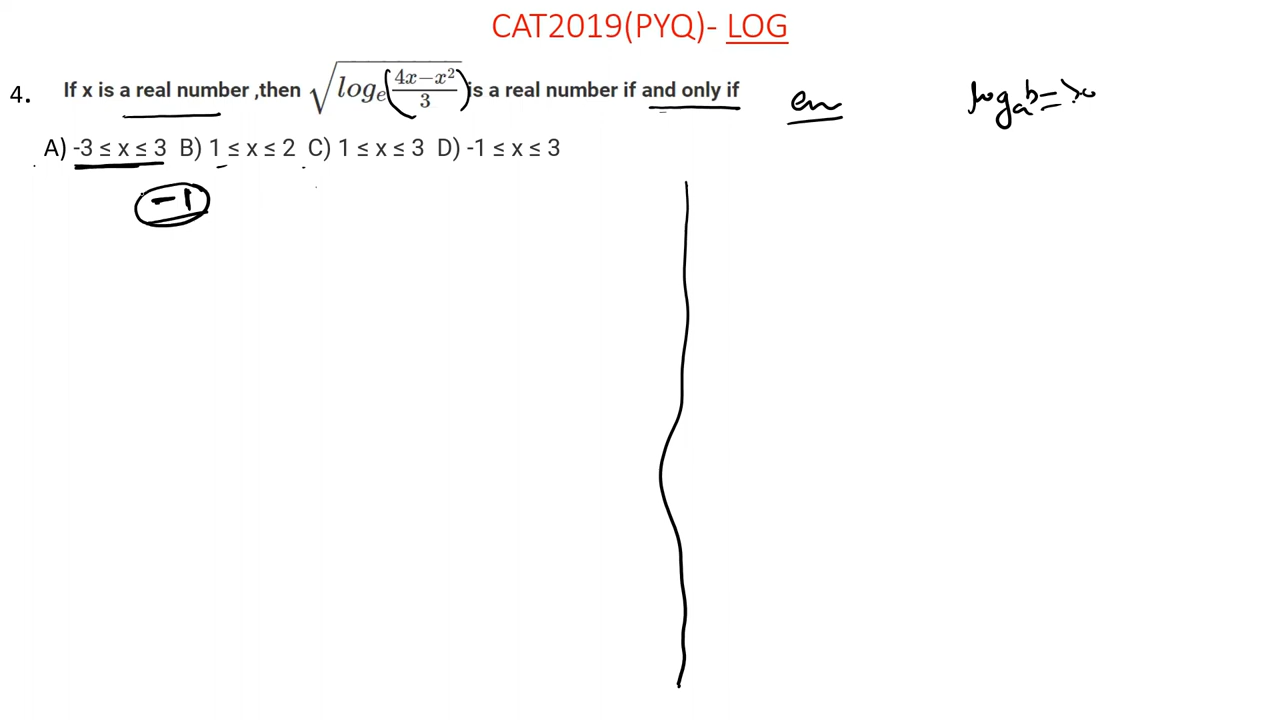 CAT2019(PYQ)- LOG
4. If x is a real number ,then √(logₑ((4x−x²)/3)) is a real number if and only if
A) -3 ≤ x ≤ 3 B) 1 ≤ x ≤ 2 C) 1 ≤ x ≤ 3 D) -1 ≤ x ≤ 3
-1